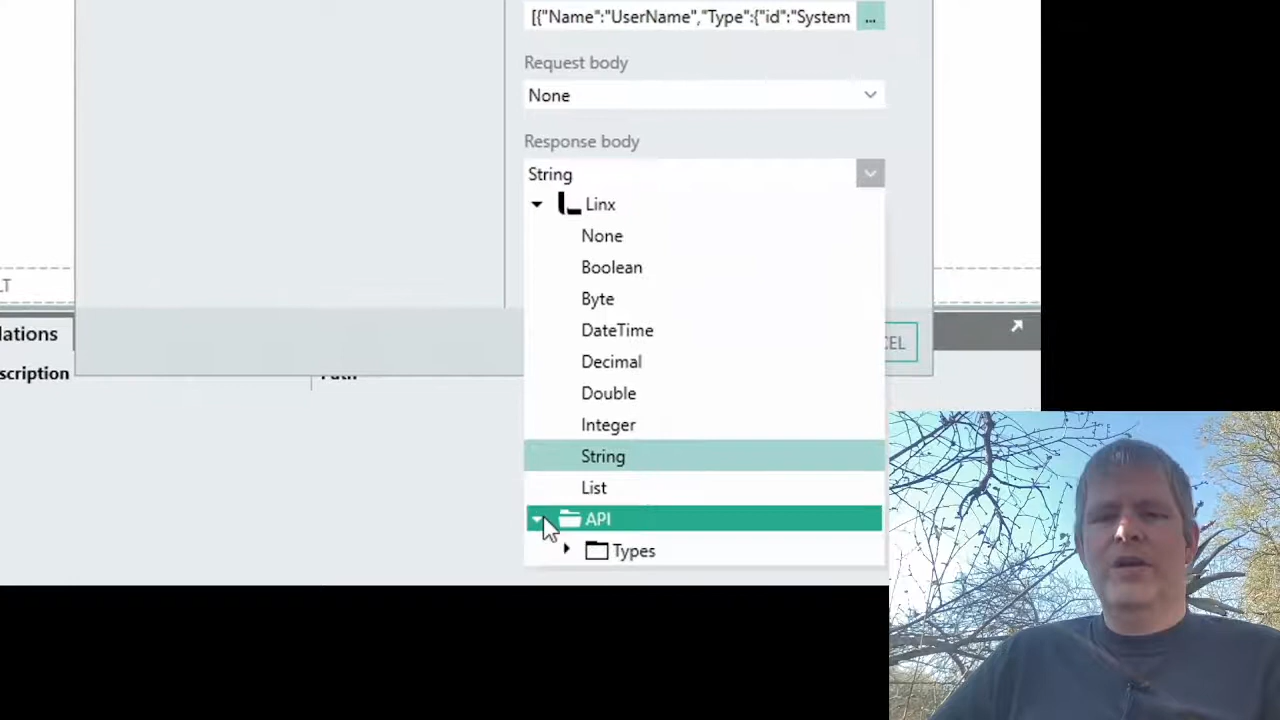 [{"Name":"UserName","Type":{"id":"System
...
Request body
None
Response body
String
Linx
None
Boolean
Byte
DateTime
Decimal
Double
Integer
String
List
API
Types
LT
lations
CEL
scription